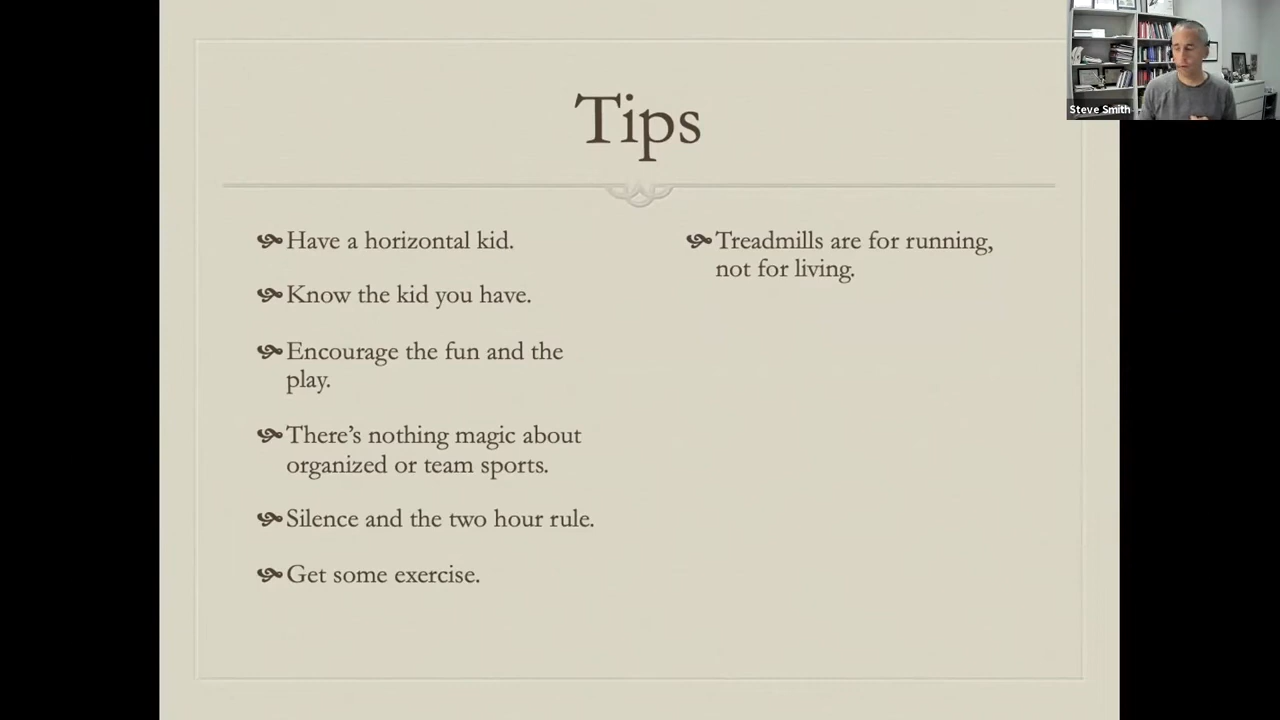 Tips
Have a horizontal kid.
Know the kid you have.
Encourage the fun and the
play.
There's nothing magic about
organized or team sports.
Silence and the two hour rule.
Get some exercise.
Treadmills are for running,
not for living.
Steve Smith